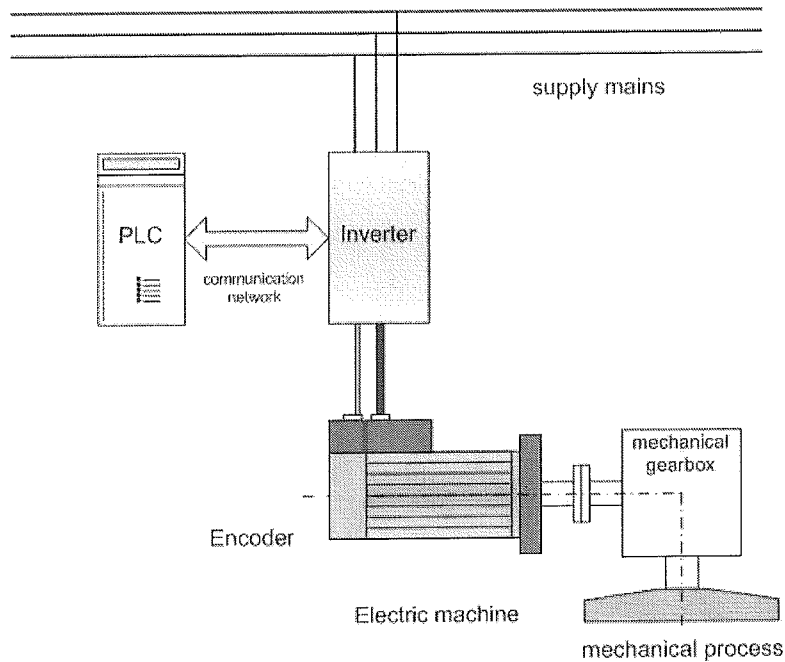 supply mains
PLC
Inverter
communication
network
mechanical
gearbox
Encoder
Electric machine
mechanical process